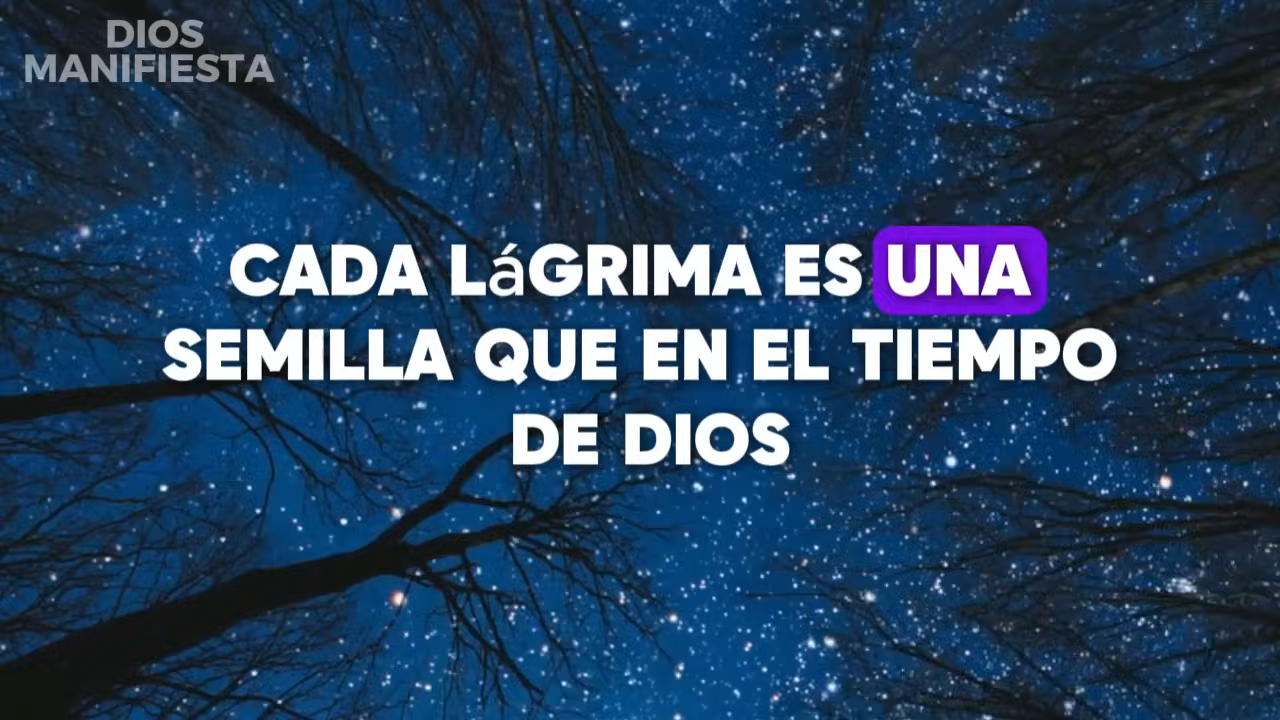 DIOS
MANIFIESTA
CADA LáGRIMA ES UNA
SEMILLA QUE EN EL TIEMPO
DE DIOS